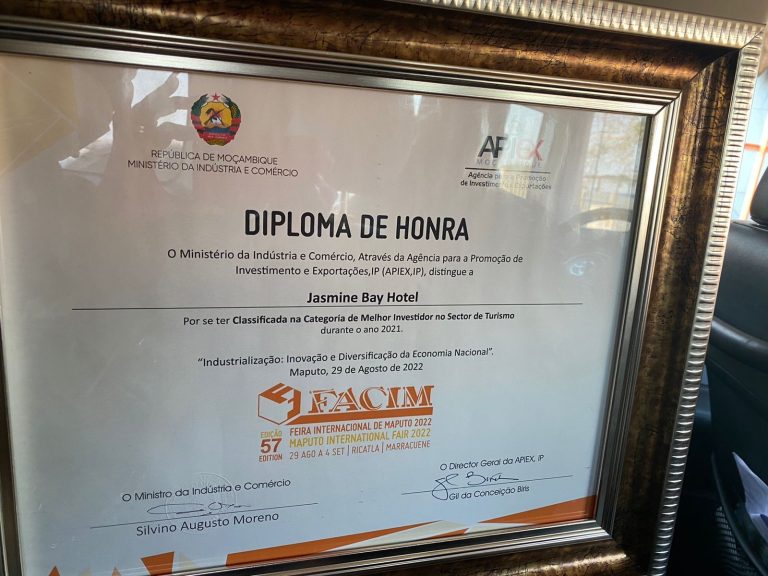 REPÚBLICA DE MOÇAMBIQUE
MINISTÉRIO DA INDÚSTRIA E COMÉRCIO
APIEX
MOÇAMBIQUE
Agência para a Promoção
de Investimento e Exportações
DIPLOMA DE HONRA
O Ministério da Indústria e Comércio, Através da Agência para a Promoção de
Investimento e Exportações,IP (APIEX,IP), distingue a
Jasmine Bay Hotel
Por se ter Classificada na Categoria de Melhor Investidor no Sector de Turismo
durante o ano 2021.
“Industrialização: Inovação e Diversificação da Economia Nacional”.
Maputo, 29 de Agosto de 2022
FACIM
EDIÇÃO
57
EDITION
FEIRA INTERNACIONAL DE MAPUTO 2022
MAPUTO INTERNATIONAL FAIR 2022
29 AGO A 4 SET | RICATLA | MARRACUENE
O Ministro da Indústria e Comércio
Silvino Augusto Moreno
O Director Geral da APIEX, IP
Gil da Conceição Biris